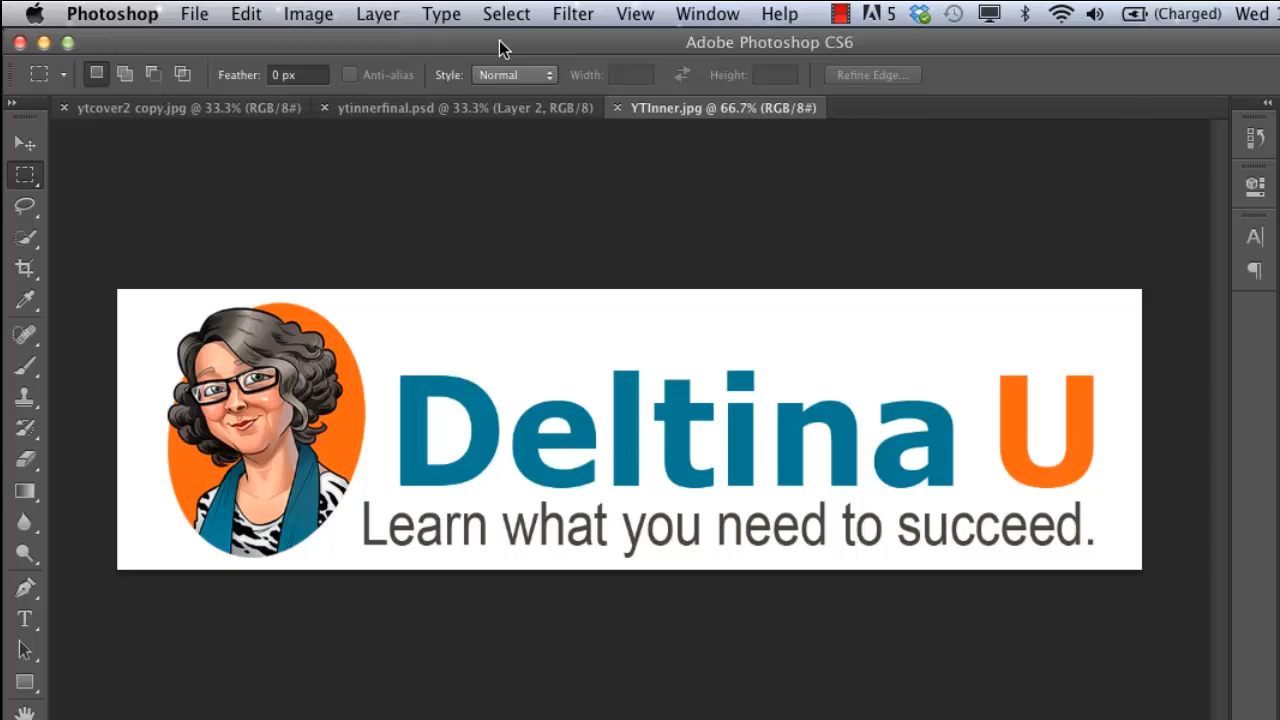 Photoshop File Edit Image Layer Type Select Filter View Window Help 5 (Charged) Wed
Adobe Photoshop CS6
Feather: 0 px Anti-alias Style: Normal Width: Height: Refine Edge...
ytcover2 copy.jpg @ 33.3% (RGB/8#) ytinnerfinal.psd @ 33.3% (Layer 2, RGB/8) YTInner.jpg @ 66.7% (RGB/8#)
Deltina U
Learn what you need to succeed.